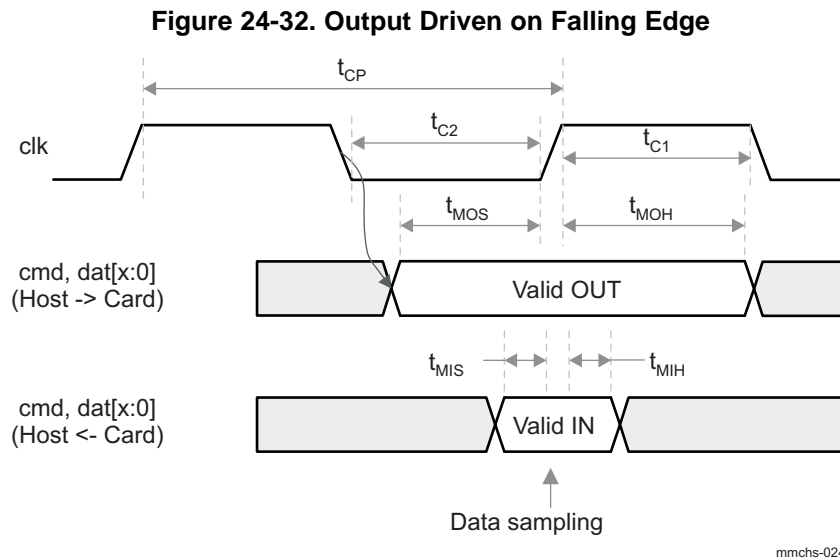 Figure 24-32. Output Driven on Falling Edge
tCP
clk
tC2
tC1
tMOS
tMOH
cmd, dat[x:0]
(Host -> Card)
Valid OUT
tMIS
tMIH
cmd, dat[x:0]
(Host <- Card)
Valid IN
Data sampling